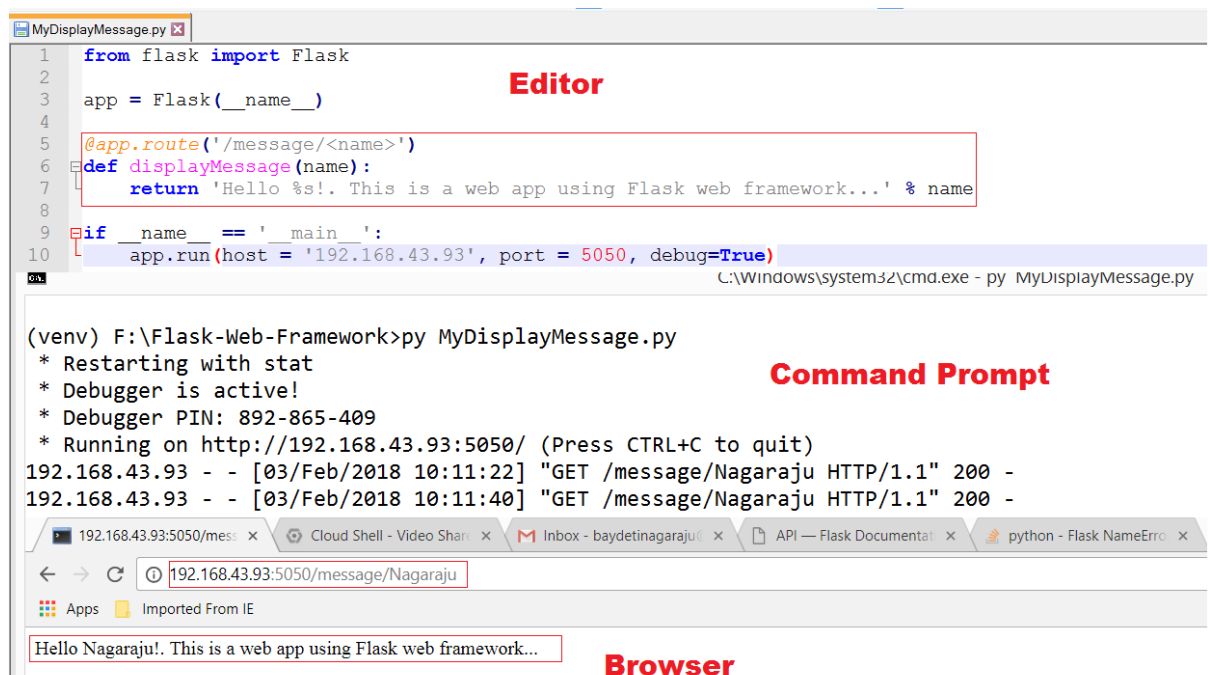 MyDisplayMessage.py
1 from flask import Flask
2
Editor
3 app = Flask(__name__)
4
5 @app.route('/message/<name>')
6 def displayMessage(name):
7 return 'Hello %s!. This is a web app using Flask web framework...' % name
8
9 if __name__ == '__main__':
10 app.run(host = '192.168.43.93', port = 5050, debug=True)
C:\Windows\system32\cmd.exe - py MyDisplayMessage.py
(venv) F:\Flask-Web-Framework>py MyDisplayMessage.py
* Restarting with stat
Command Prompt
* Debugger is active!
* Debugger PIN: 892-865-409
* Running on http://192.168.43.93:5050/ (Press CTRL+C to quit)
192.168.43.93 - - [03/Feb/2018 10:11:22] "GET /message/Nagaraju HTTP/1.1" 200 -
192.168.43.93 - - [03/Feb/2018 10:11:40] "GET /message/Nagaraju HTTP/1.1" 200 -
192.168.43.93:5050/mess Cloud Shell - Video Share Inbox - baydetinagaraju API — Flask Documentat python - Flask NameErro
192.168.43.93:5050/message/Nagaraju
Apps Imported From IE
Hello Nagaraju!. This is a web app using Flask web framework...
Browser